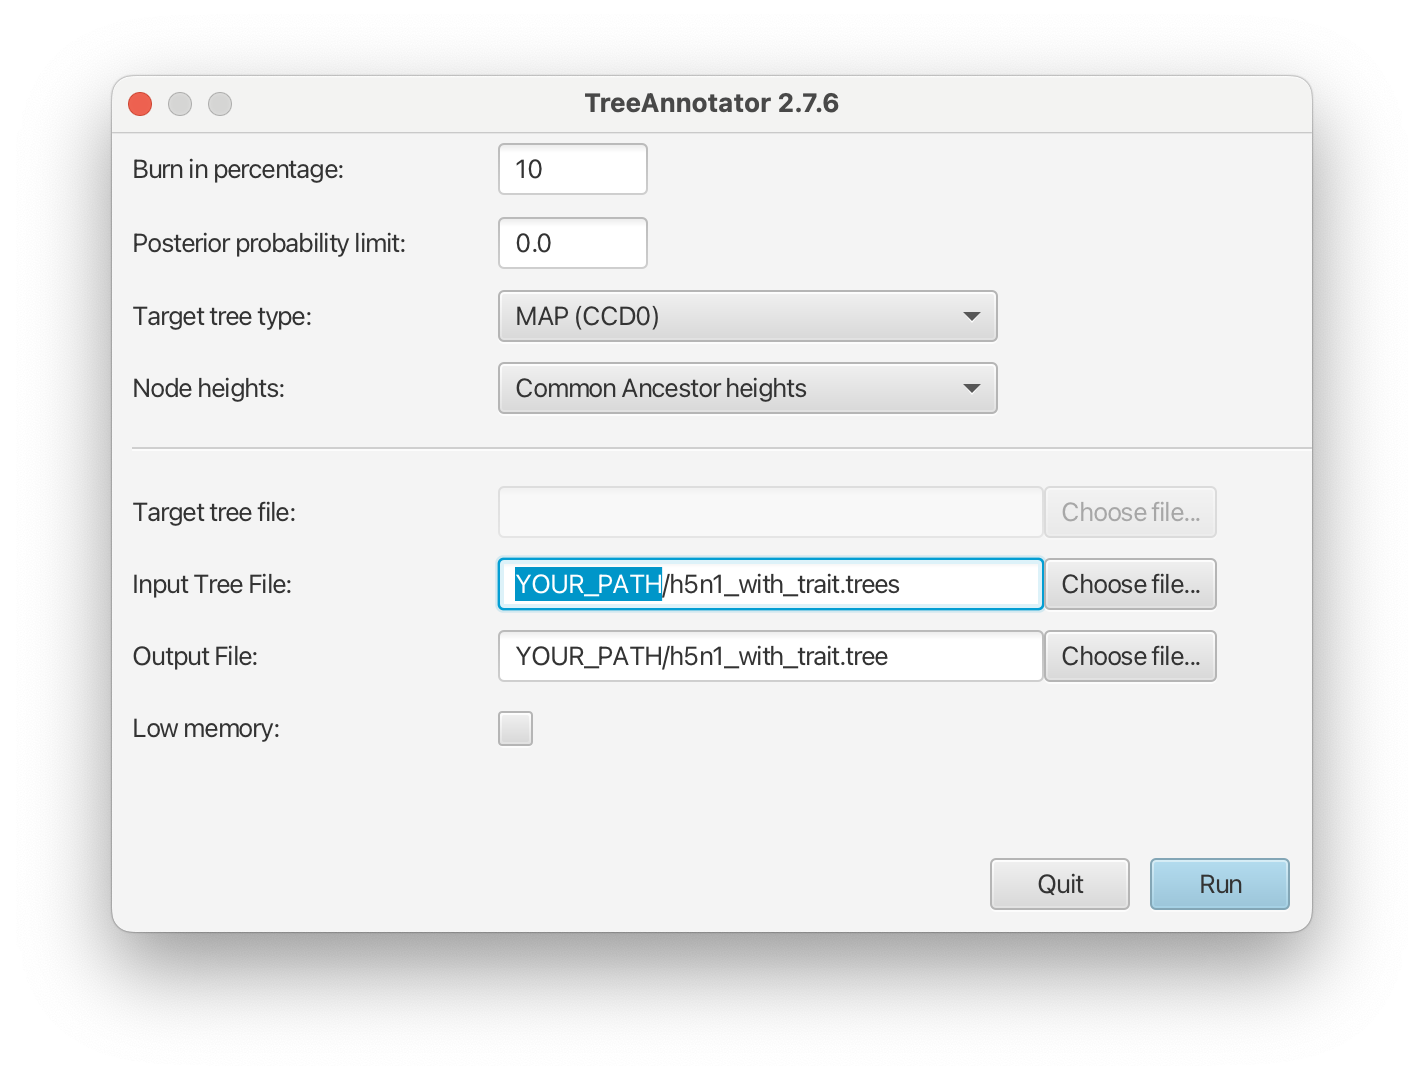 TreeAnnotator 2.7.6
Burn in percentage: 10
Posterior probability limit: 0.0
Target tree type: MAP (CCD0)
Node heights: Common Ancestor heights
Target tree file: Choose file...
Input Tree File: YOUR_PATH/h5n1_with_trait.trees Choose file...
Output File: YOUR_PATH/h5n1_with_trait.tree Choose file...
Low memory:
Quit Run